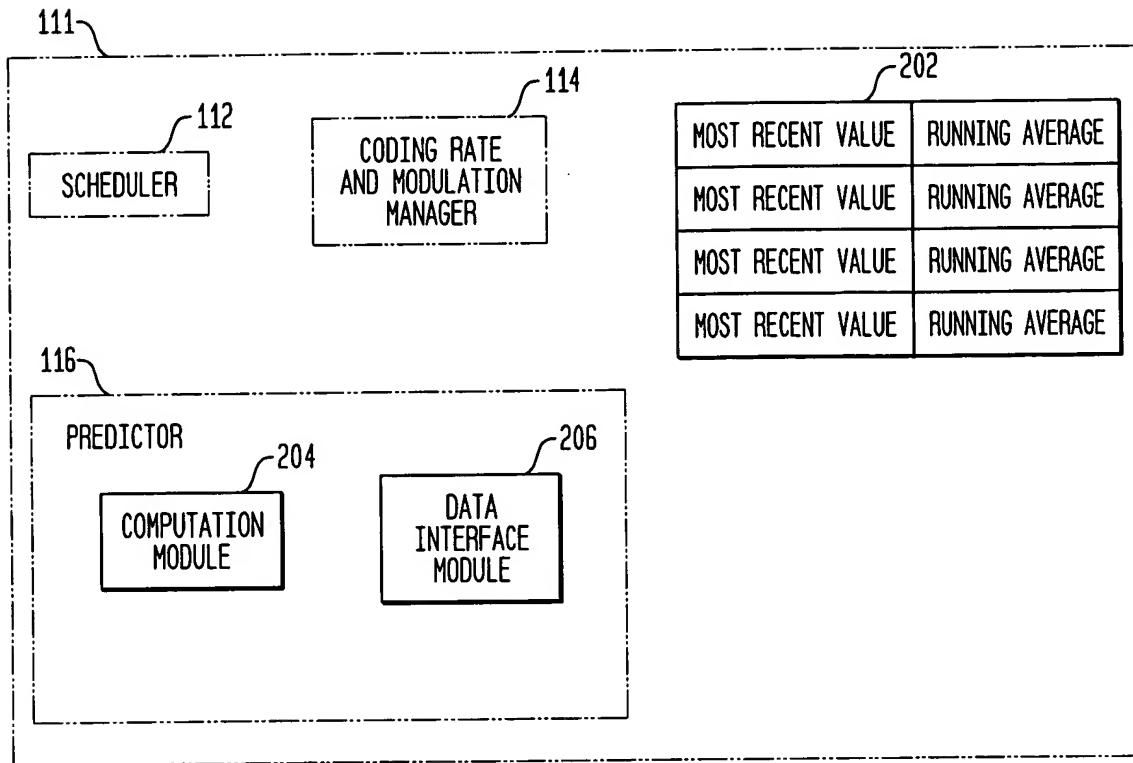 111
112
SCHEDULER
114
CODING RATE
AND MODULATION
MANAGER
202
MOST RECENT VALUE RUNNING AVERAGE
MOST RECENT VALUE RUNNING AVERAGE
MOST RECENT VALUE RUNNING AVERAGE
MOST RECENT VALUE RUNNING AVERAGE
116
PREDICTOR
204
COMPUTATION
MODULE
206
DATA
INTERFACE
MODULE